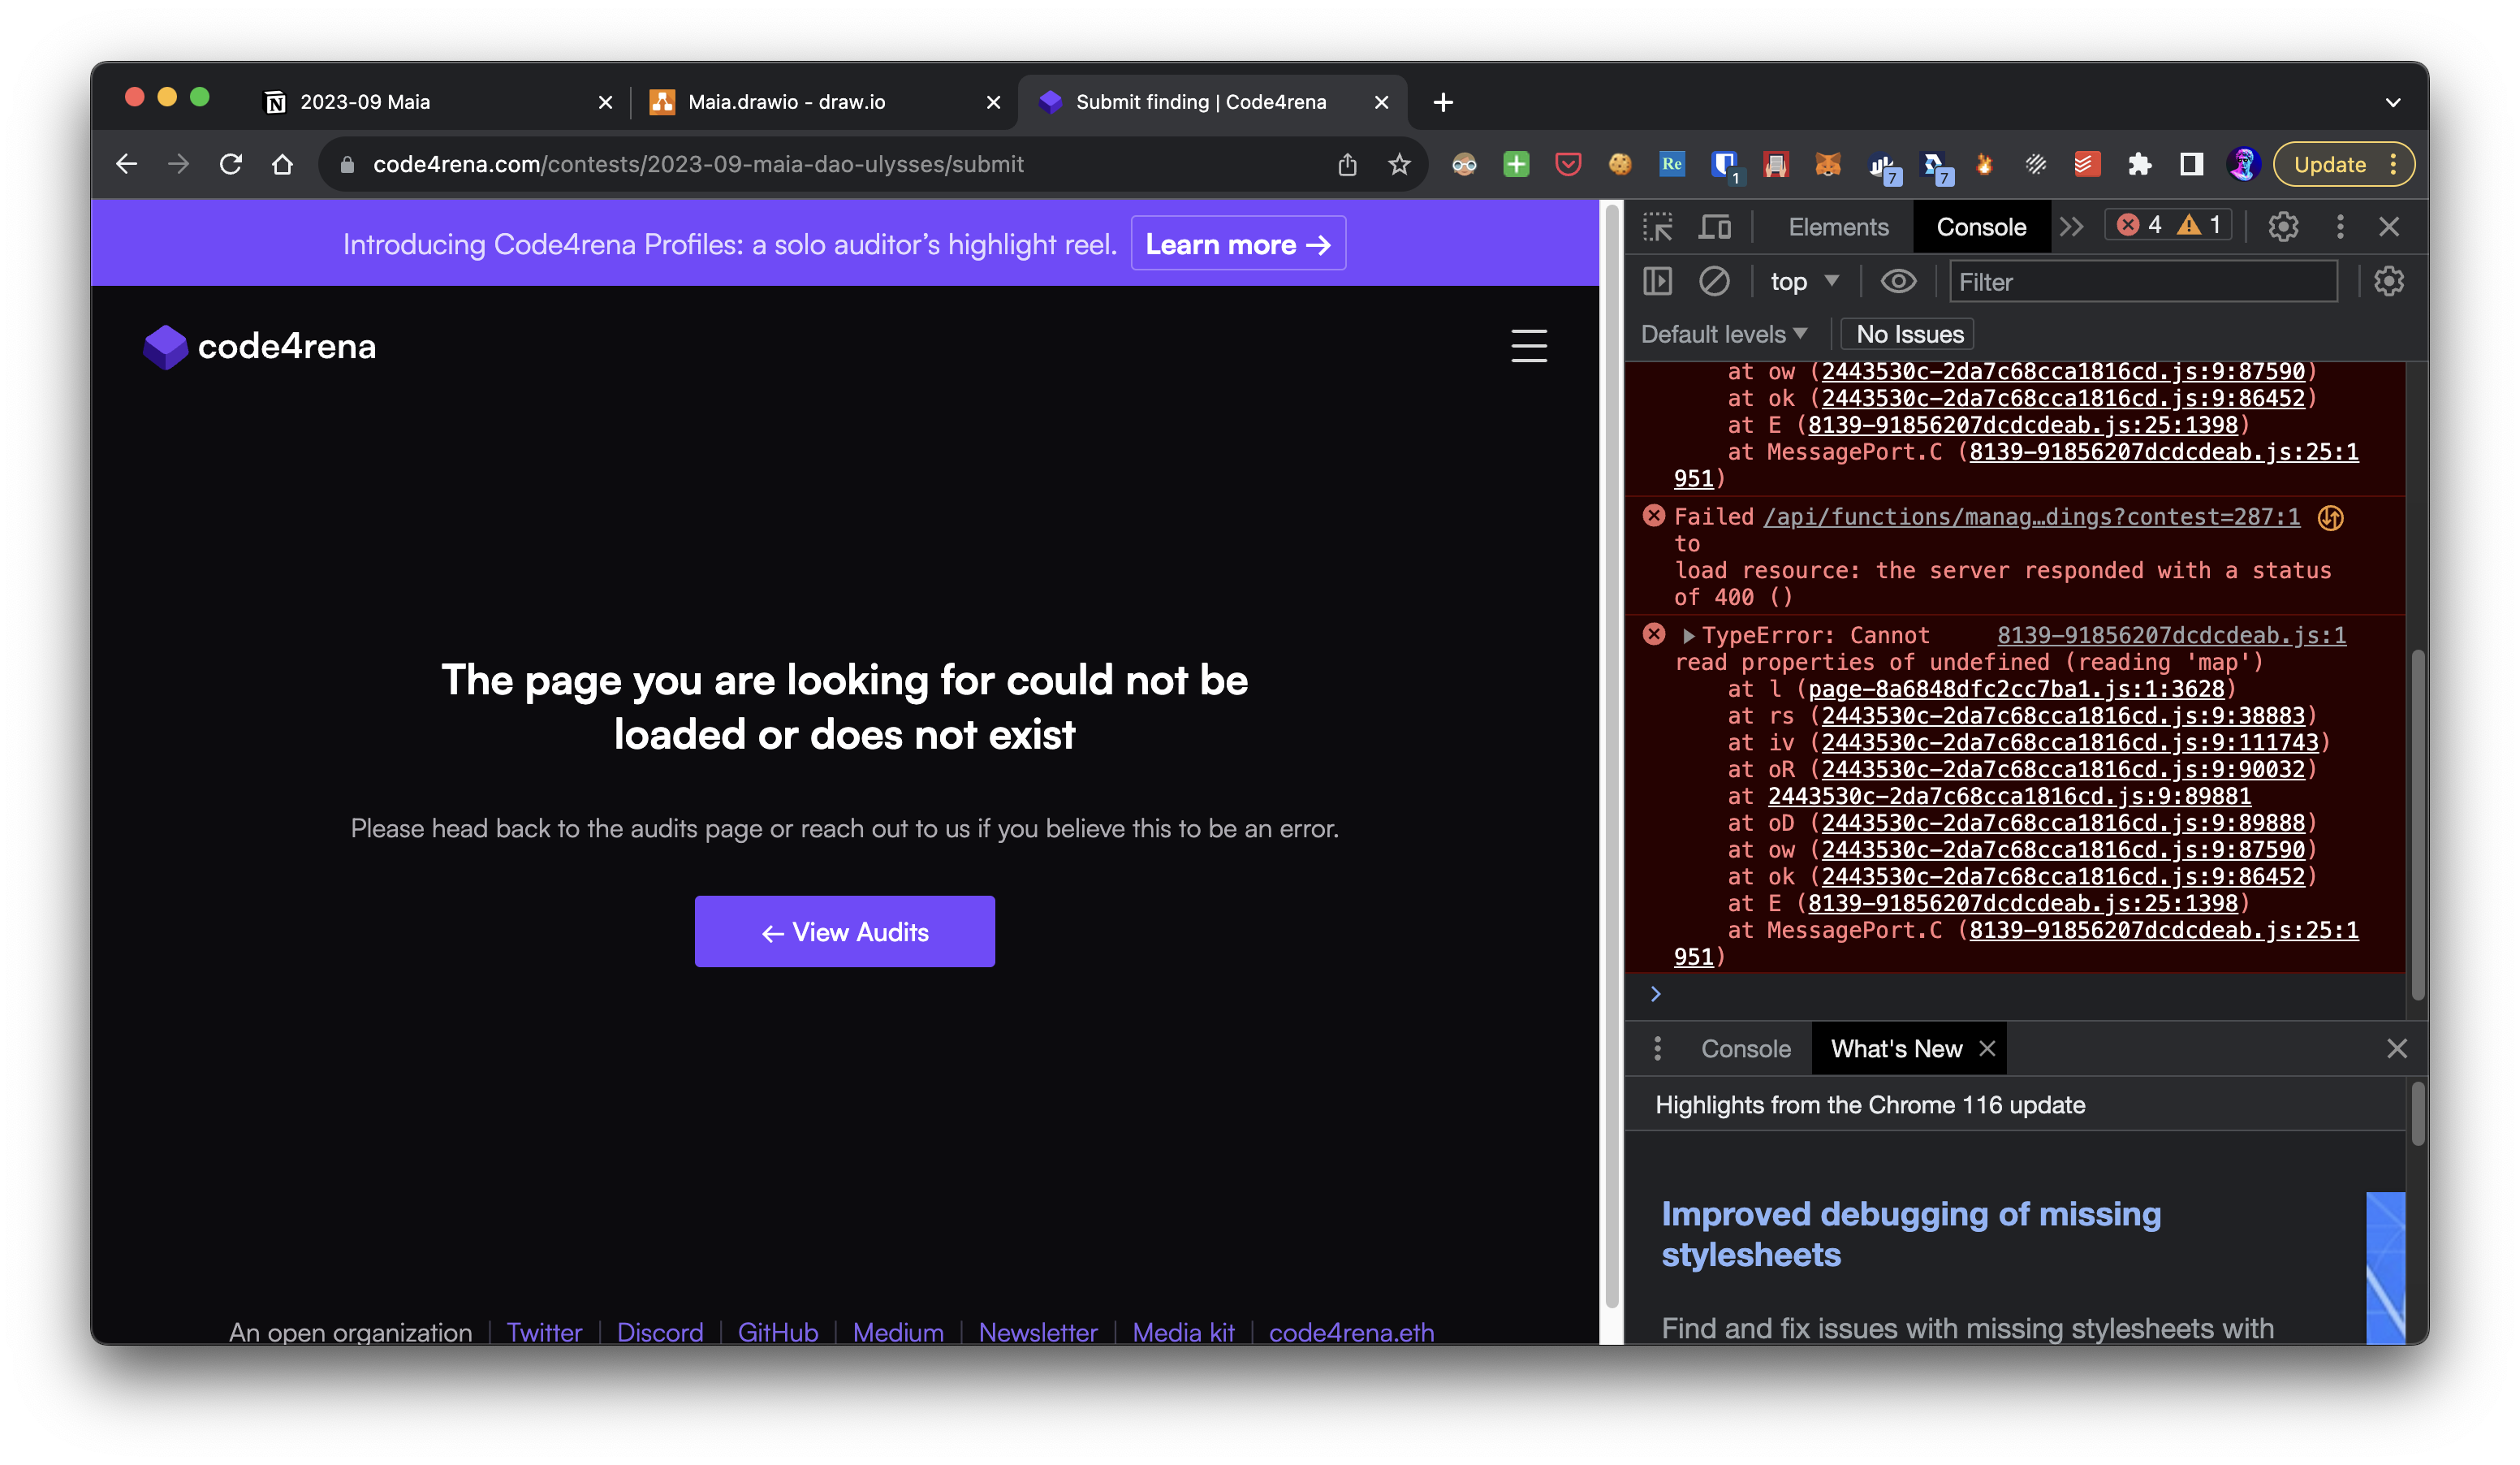 2023-09 Maia
Maia.drawio - draw.io
Submit finding | Code4rena
code4rena.com/contests/2023-09-maia-dao-ulysses/submit
Re
1
7
7
Update
Introducing Code4rena Profiles: a solo auditor’s highlight reel.
Learn more →
code4rena
The page you are looking for could not be
loaded or does not exist
Please head back to the audits page or reach out to us if you believe this to be an error.
← View Audits
An open organization
Twitter
Discord
GitHub
Medium
Newsletter
Media kit
code4rena.eth
Elements
Console
4
1
top
Filter
Default levels
No Issues
at ow (2443530c-2da7c68cca1816cd.js:9:87590)
at ok (2443530c-2da7c68cca1816cd.js:9:86452)
at E (8139-91856207dcdcdeab.js:25:1398)
at MessagePort.C (8139-91856207dcdcdeab.js:25:1
951)
Failed /api/functions/manag…dings?contest=287:1
to
load resource: the server responded with a status
of 400 ()
TypeError: Cannot 8139-91856207dcdcdeab.js:1
read properties of undefined (reading 'map')
at l (page-8a6848dfc2cc7ba1.js:1:3628)
at rs (2443530c-2da7c68cca1816cd.js:9:38883)
at iv (2443530c-2da7c68cca1816cd.js:9:111743)
at oR (2443530c-2da7c68cca1816cd.js:9:90032)
at 2443530c-2da7c68cca1816cd.js:9:89881
at oD (2443530c-2da7c68cca1816cd.js:9:89888)
at ow (2443530c-2da7c68cca1816cd.js:9:87590)
at ok (2443530c-2da7c68cca1816cd.js:9:86452)
at E (8139-91856207dcdcdeab.js:25:1398)
at MessagePort.C (8139-91856207dcdcdeab.js:25:1
951)
Console
What's New
Highlights from the Chrome 116 update
Improved debugging of missing
stylesheets
Find and fix issues with missing stylesheets with